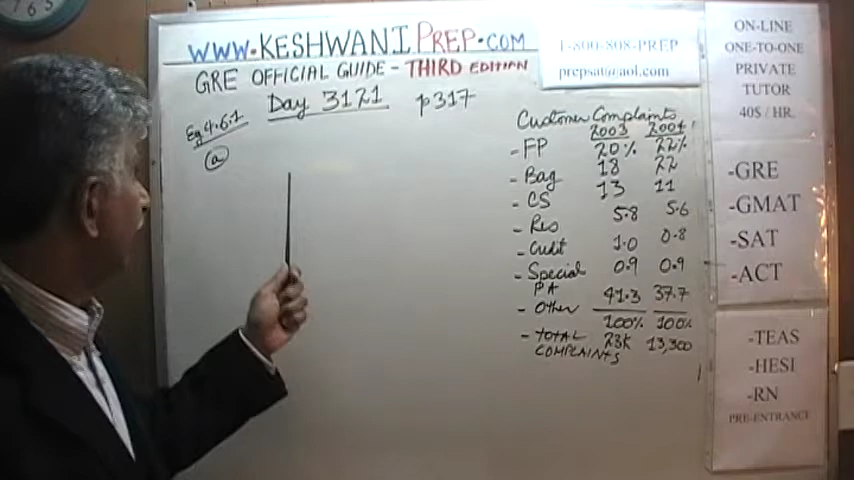 WWW.KESHWANIPREP.COM
GRE OFFICIAL GUIDE - THIRD EDITION
Day 3121 p317
Eg 4.6.1
(a)
Customer Complaints
2003 2004
- FP 20% 22%
- Bag 18 22
- CS 13 11
- Res 5.8 5.6
- Credit 1.0 0.8
- Special 0.9 0.9
PA
- Other 41.3 37.7
100% 100%
- TOTAL 23K 13,300
COMPLAINTS
1-800-808-PREP
prepsat@aol.com
ON-LINE
ONE-TO-ONE
PRIVATE
TUTOR
40$ / HR.
-GRE
-GMAT
-SAT
-ACT
-TEAS
-HESI
-RN
PRE-ENTRANCE